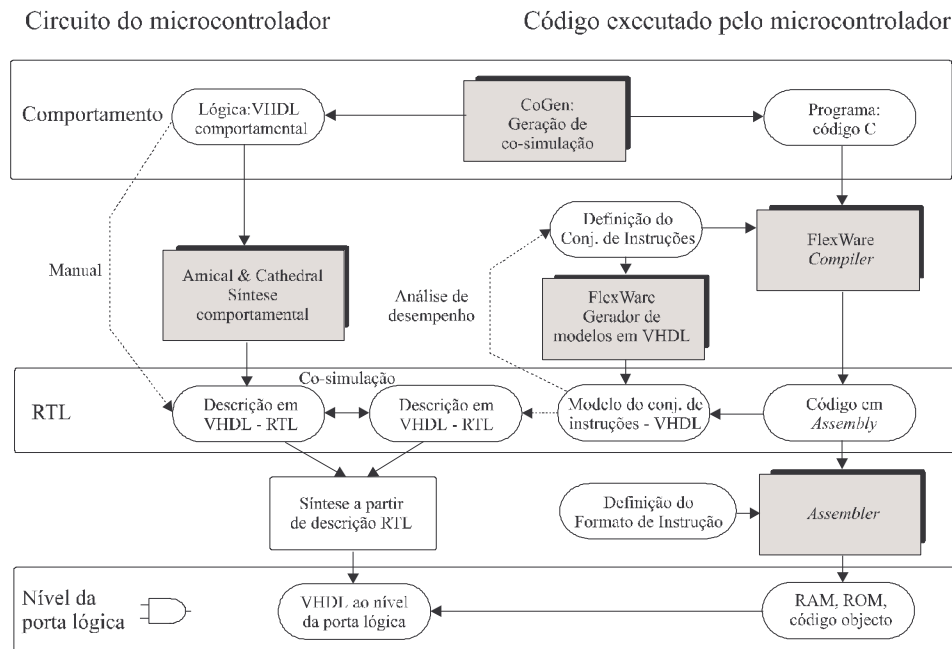 Circuito do microcontrolador
Código executado pelo microcontrolador
Comportamento
Lógica:VHDL
comportamental
CoGen:
Geração de
co-simulação
Programa:
código C
Definição do
Conj. de Instruções
FlexWare
Compiler
Manual
Amical & Cathedral
Síntese
comportamental
Análise de
desempenho
FlexWare
Gerador de
modelos em VHDL
Co-simulação
RTL
Descrição em
VHDL - RTL
Descrição em
VHDL - RTL
Modelo do conj. de
instruções - VHDL
Código em
Assembly
Síntese a partir
de descrição RTL
Definição do
Formato de Instrução
Assembler
Nível da
porta lógica
VHDL ao nível
da porta lógica
RAM, ROM,
código objecto